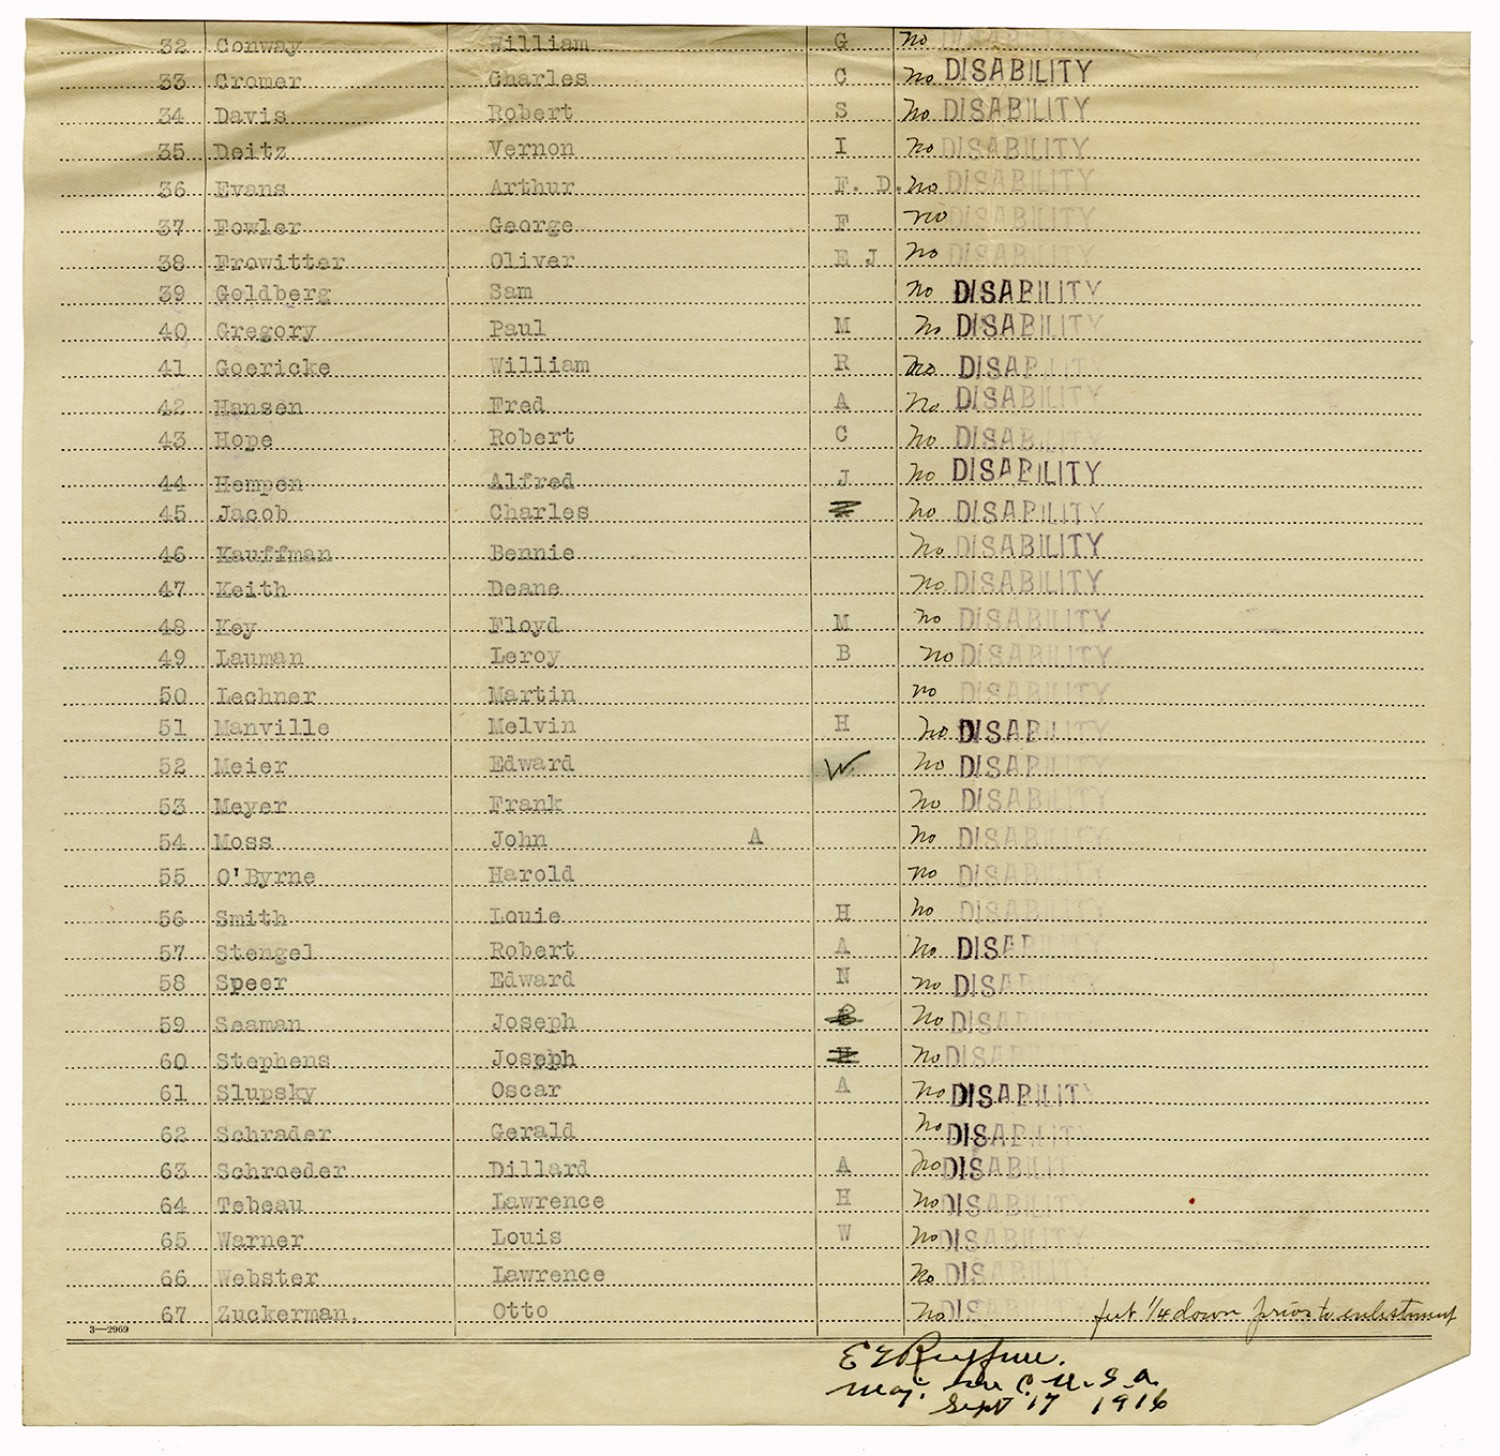 32 Conway William G no DISABILITY
33 Cromer Charles C no DISABILITY
34 Davis Robert S no DISABILITY
35 Deitz Vernon I no DISABILITY
36 Evans Arthur F. D. no DISABILITY
37 Fowler George F no DISABILITY
38 Frowitter Oliver E J no DISABILITY
39 Goldberg Sam no DISABILITY
40 Gregory Paul M no DISABILITY
41 Goericke William R no DISABILITY
42 Hansen Fred A no DISABILITY
43 Hope Robert C no DISABILITY
44 Hempen Alfred J no DISABILITY
45 Jacob Charles no DISABILITY
46 Kauffman Bennie no DISABILITY
47 Keith Deane no DISABILITY
48 Key Floyd M no DISABILITY
49 Lauman Leroy B no DISABILITY
50 Lechner Martin no DISABILITY
51 Manville Melvin H no DISABILITY
52 Meier Edward W. no DISABILITY
53 Meyer Frank no DISABILITY
54 Moss John A no DISABILITY
55 O'Byrne Harold no DISABILITY
56 Smith Louie H no DISABILITY
57 Stengel Robert A no DISABILITY
58 Speer Edward N no DISABILITY
59 Seaman Joseph no DISABILITY
60 Stephens Joseph no DISABILITY
61 Slupsky Oscar A no DISABILITY
62 Schrader Gerald no DISABILITY
63 Schroeder Dillard A no DISABILITY
64 Tebeau Lawrence H no DISABILITY
65 Warner Louis W no DISABILITY
66 Webster Lawrence no DISABILITY
67 Zuckerman. Otto no DISABILITY 1/4 down prior to enlistment
3—2969
Maj. C. U.S.A.
Sept 17 1916